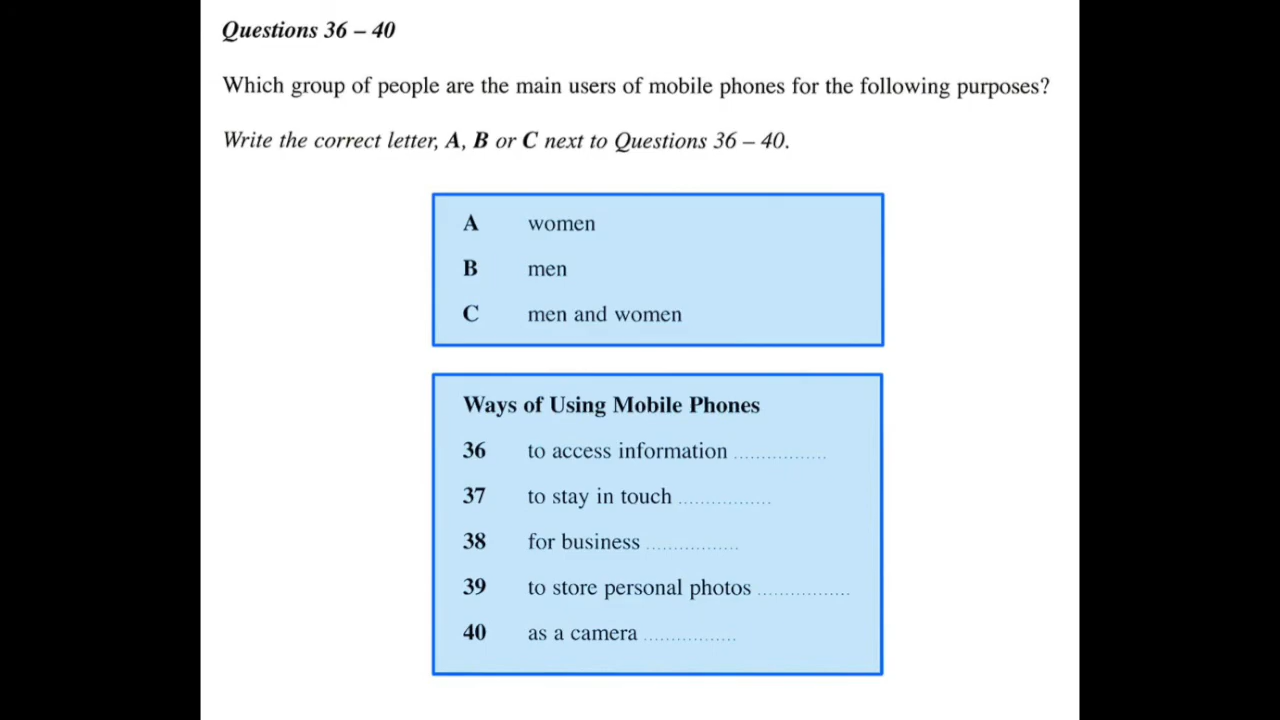 Questions 36 – 40
Which group of people are the main users of mobile phones for the following purposes?
Write the correct letter, A, B or C next to Questions 36 – 40.
A women
B men
C men and women
Ways of Using Mobile Phones
36 to access information ................
37 to stay in touch ................
38 for business ................
39 to store personal photos ................
40 as a camera ................